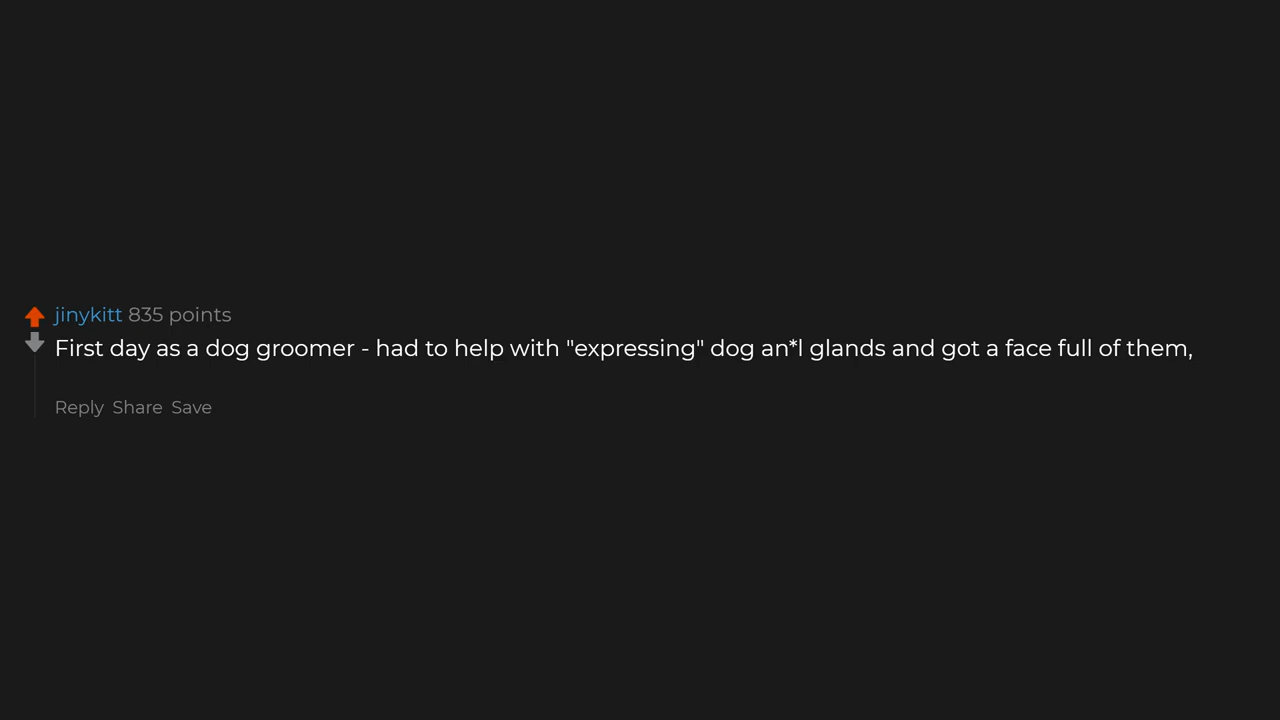 jinykitt 835 points
First day as a dog groomer - had to help with "expressing" dog an*l glands and got a face full of them,
Reply Share Save